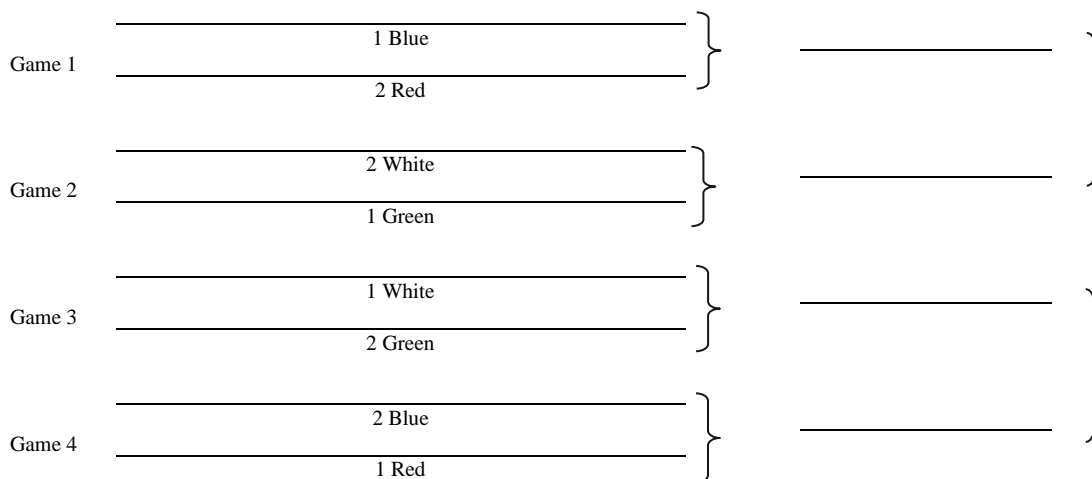 1 Blue
Game 1
2 Red
2 White
Game 2
1 Green
1 White
Game 3
2 Green
2 Blue
Game 4
1 Red